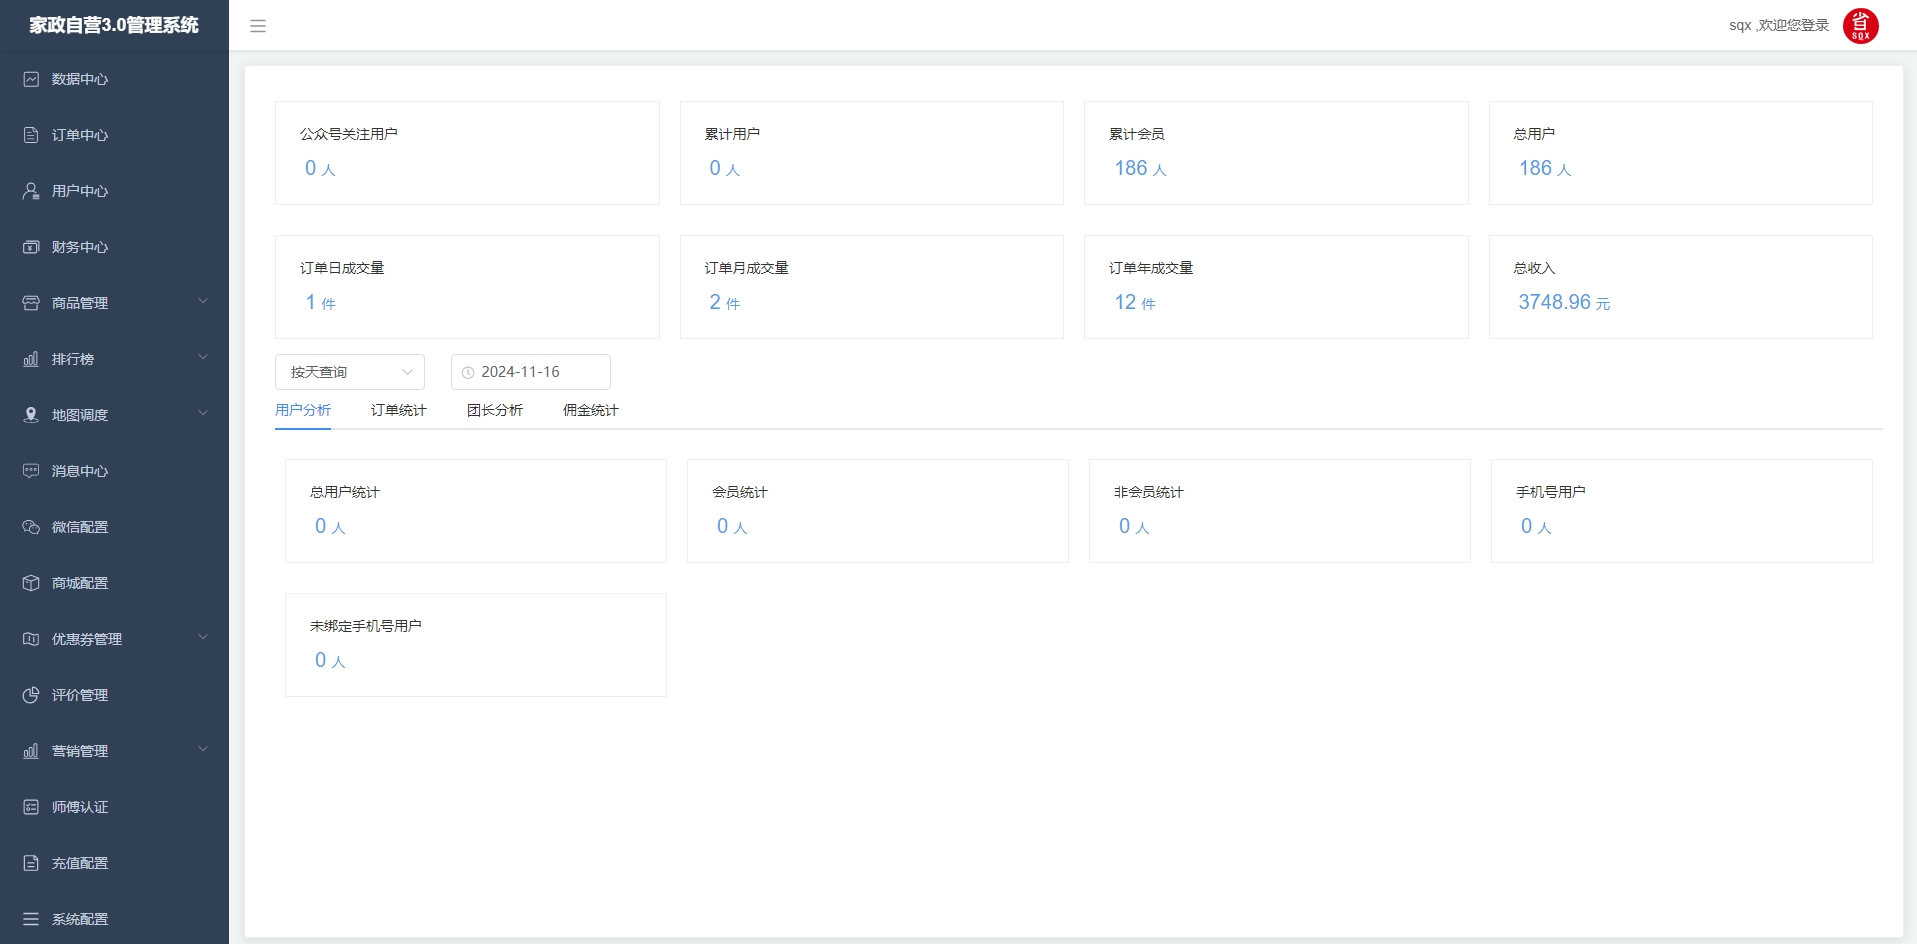 家政自营3.0管理系统
sqx ,欢迎您登录
省
SQX
数据中心
订单中心
用户中心
财务中心
商品管理
排行榜
地图调度
消息中心
微信配置
商城配置
优惠券管理
评价管理
营销管理
师傅认证
充值配置
系统配置
公众号关注用户
0 人
累计用户
0 人
累计会员
186 人
总用户
186 人
订单日成交量
1 件
订单月成交量
2 件
订单年成交量
12 件
总收入
3748.96 元
按天查询
2024-11-16
用户分析
订单统计
团长分析
佣金统计
总用户统计
0 人
会员统计
0 人
非会员统计
0 人
手机号用户
0 人
未绑定手机号用户
0 人